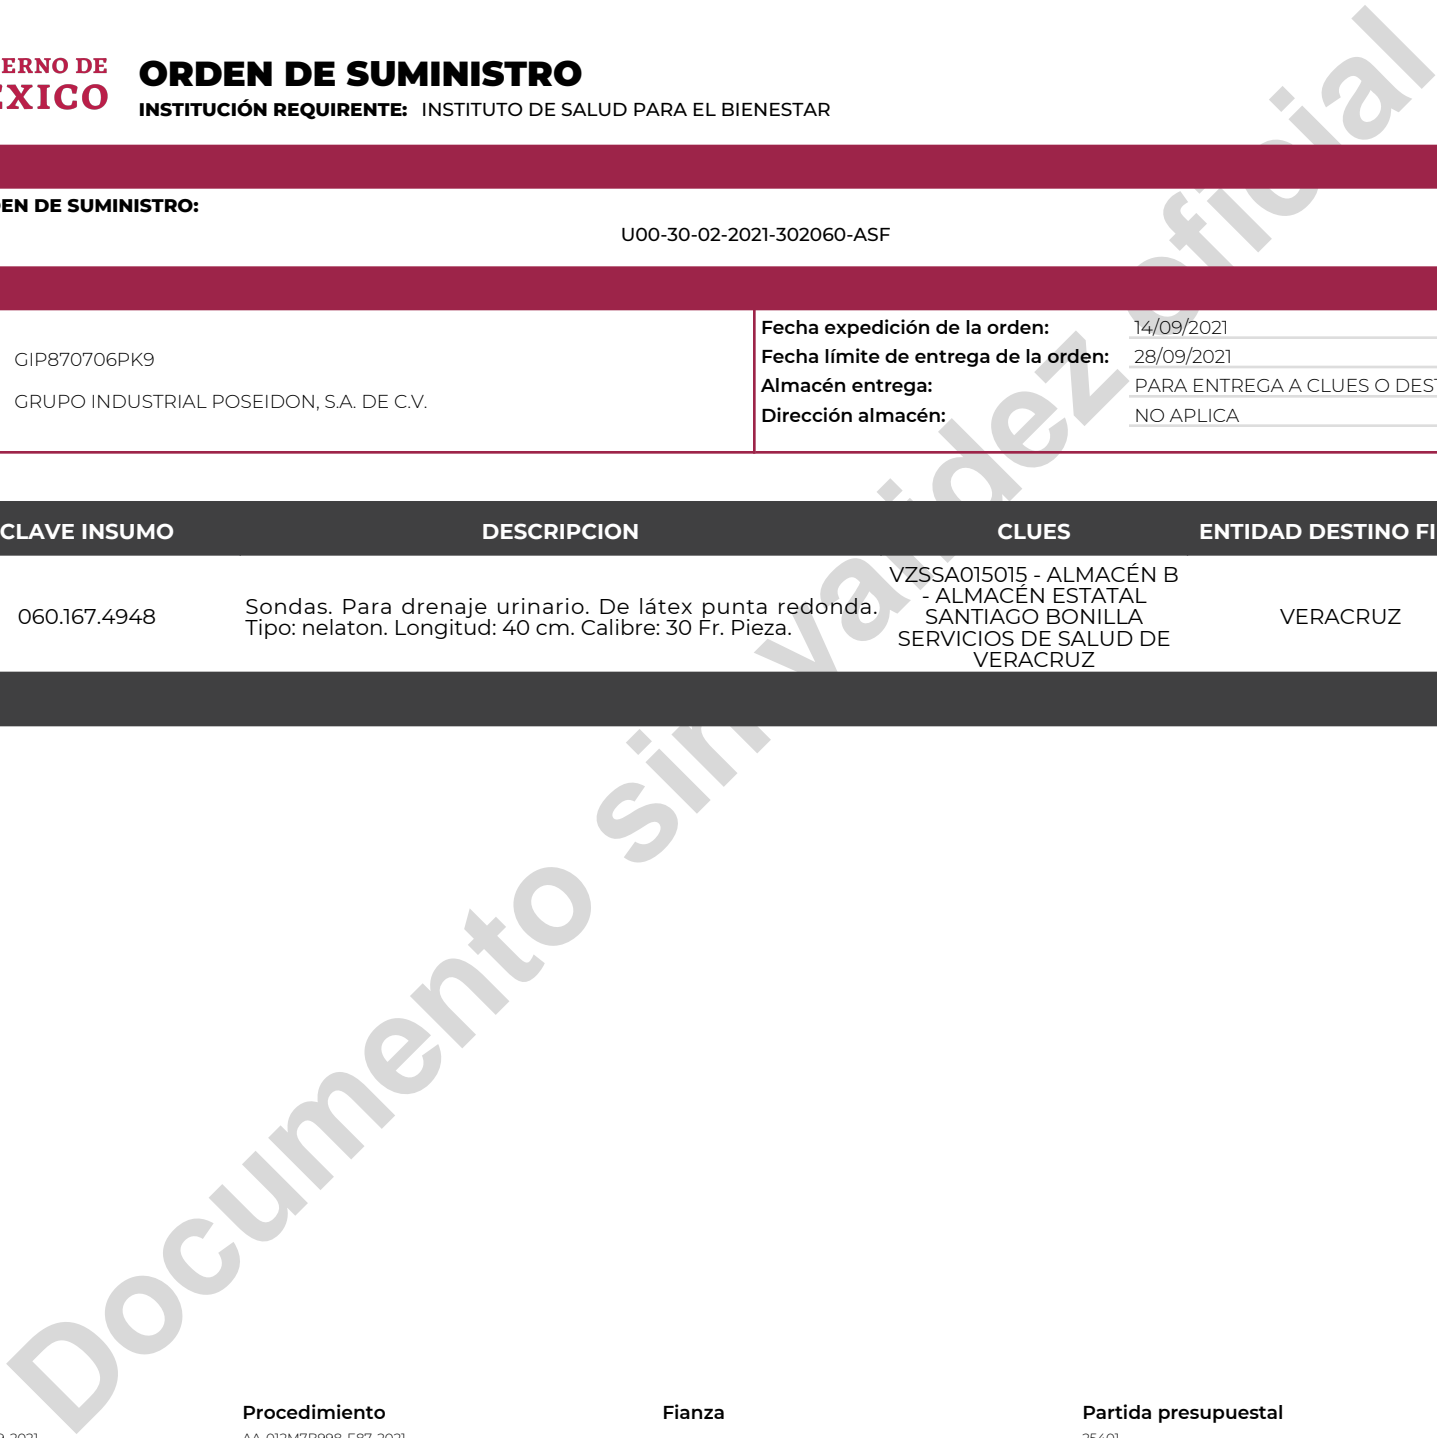 ERNO DE
ÉXICO
ORDEN DE SUMINISTRO
INSTITUCIÓN REQUIRENTE: INSTITUTO DE SALUD PARA EL BIENESTAR
EN DE SUMINISTRO:
U00-30-02-2021-302060-ASF
GIP870706PK9
GRUPO INDUSTRIAL POSEIDON, S.A. DE C.V.
Fecha expedición de la orden: 14/09/2021
Fecha límite de entrega de la orden: 28/09/2021
Almacén entrega: PARA ENTREGA A CLUES O DEST
Dirección almacén: NO APLICA
CLAVE INSUMO DESCRIPCION CLUES ENTIDAD DESTINO FI
060.167.4948
Sondas. Para drenaje urinario. De látex punta redonda.
Tipo: nelaton. Longitud: 40 cm. Calibre: 30 Fr. Pieza.
VZSSA015015 - ALMACÉN B
- ALMACÉN ESTATAL
SANTIAGO BONILLA
SERVICIOS DE SALUD DE
VERACRUZ
VERACRUZ
Documento sin validez oficial
Procedimiento Fianza Partida presupuestal